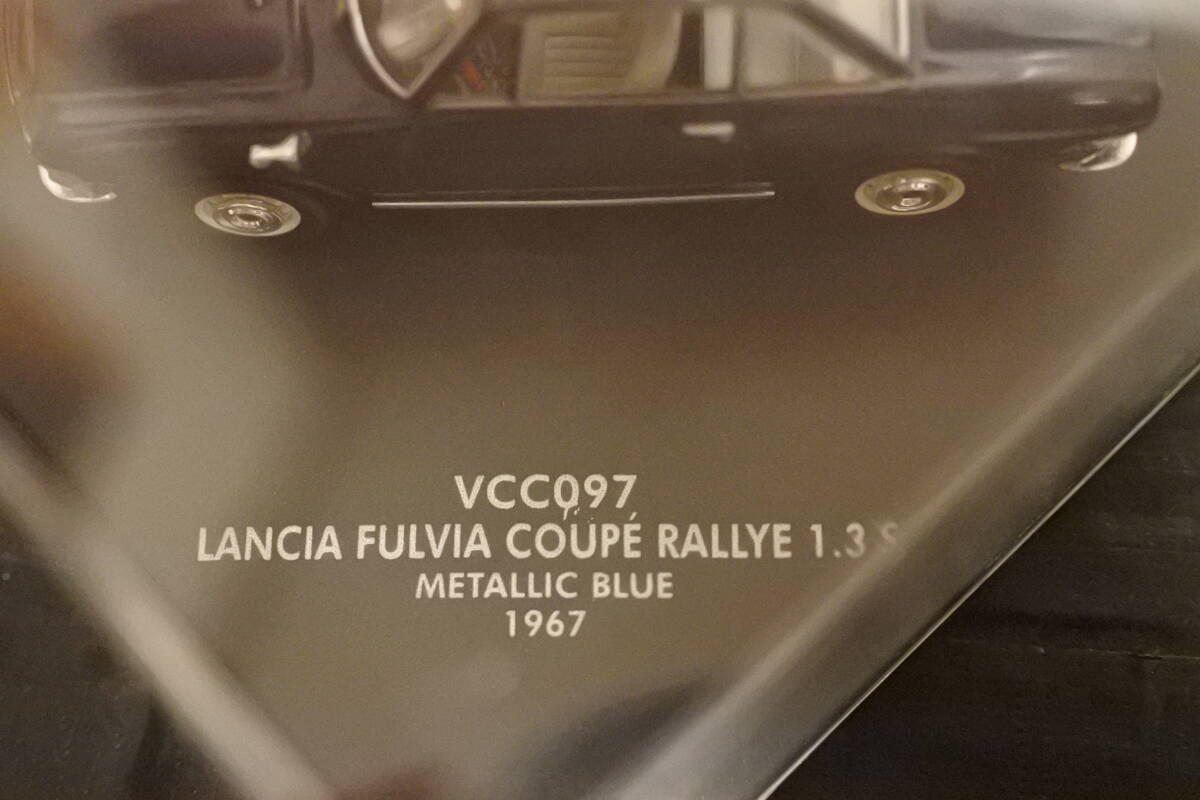 VCC097
LANCIA FULVIA COUPÉ RALLYE 1.3 S
METALLIC BLUE
1967